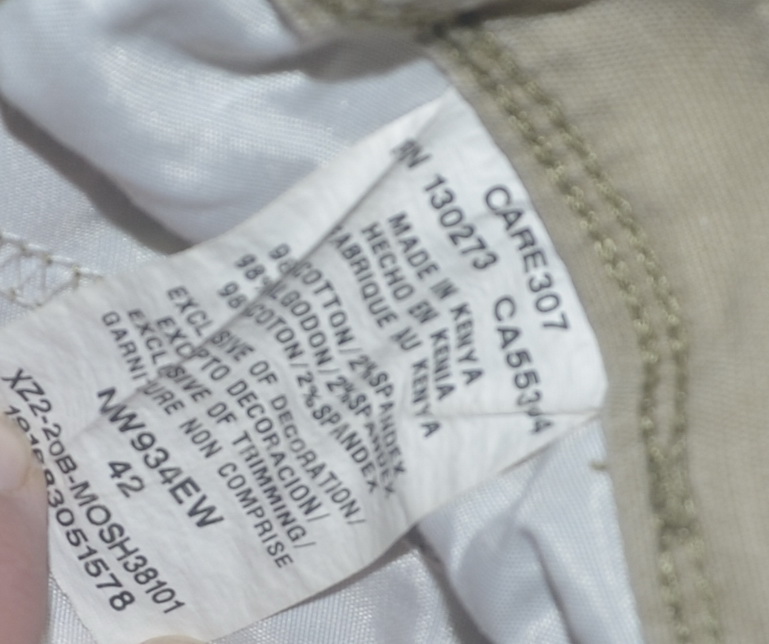 CARE307
RN 130273 CA553
MADE IN KENYA
HECHO EN KENIA
FABRIQUE AU KENYA
98% COTTON/2%SPANDEX
98%ALGODON/2%SPANDEX
98%COTON/2%SPANDEX
EXCLUSIVE OF DECORATION/
EXCEPTO DECORACION/
EXCLUSIVE OF TRIMMING/
GARNITURE NON COMPRISE
NW934EW
42
XZ2-20B-MOSH38101